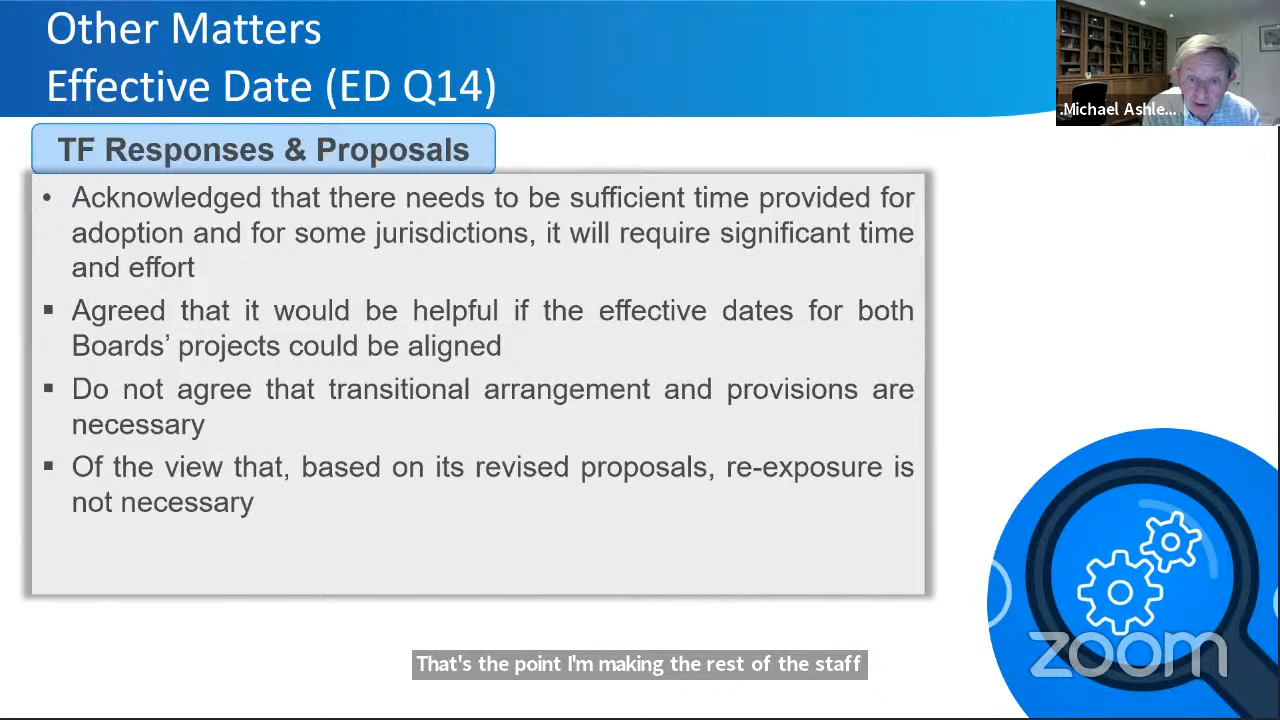 Other Matters
Effective Date (ED Q14)
.Michael Ashle...
TF Responses & Proposals
• Acknowledged that there needs to be sufficient time provided for
adoption and for some jurisdictions, it will require significant time
and effort
▪ Agreed that it would be helpful if the effective dates for both
Boards’ projects could be aligned
▪ Do not agree that transitional arrangement and provisions are
necessary
▪ Of the view that, based on its revised proposals, re-exposure is
not necessary
zoom
That's the point I'm making the rest of the staff